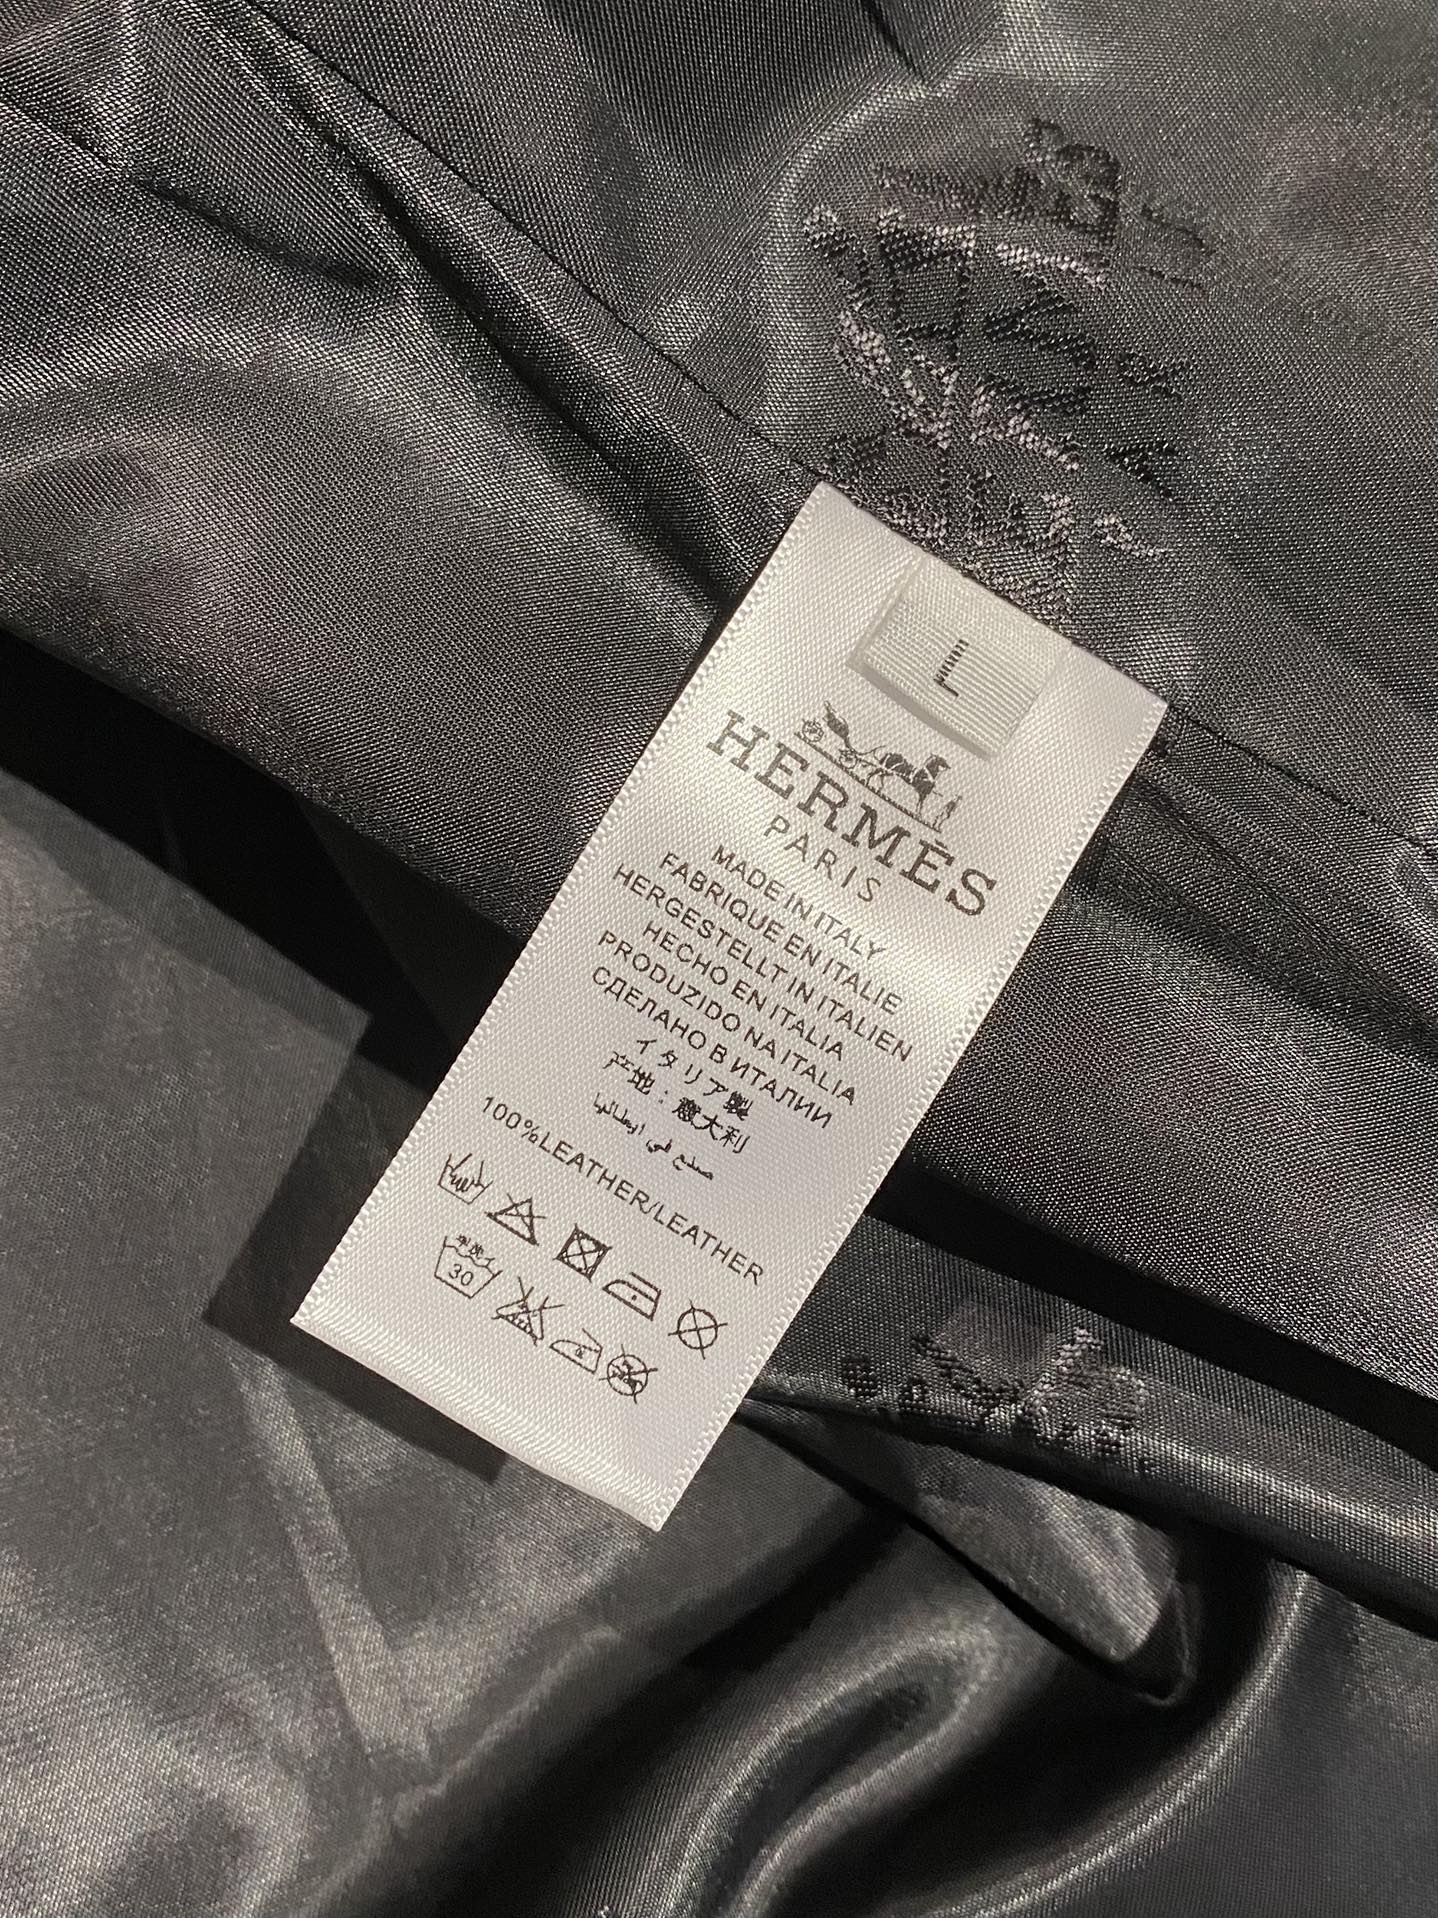 L
HERMÈS
PARIS
MADE IN ITALY
FABRIQUE EN ITALIE
HERGESTELLT IN ITALIEN
HECHO EN ITALIA
PRODUZIDO NA ITALIA
СДЕЛАНО В ИТАЛИИ
イタリア製
产地：意大利
صنع في ايطاليا
100%LEATHER/LEATHER
30